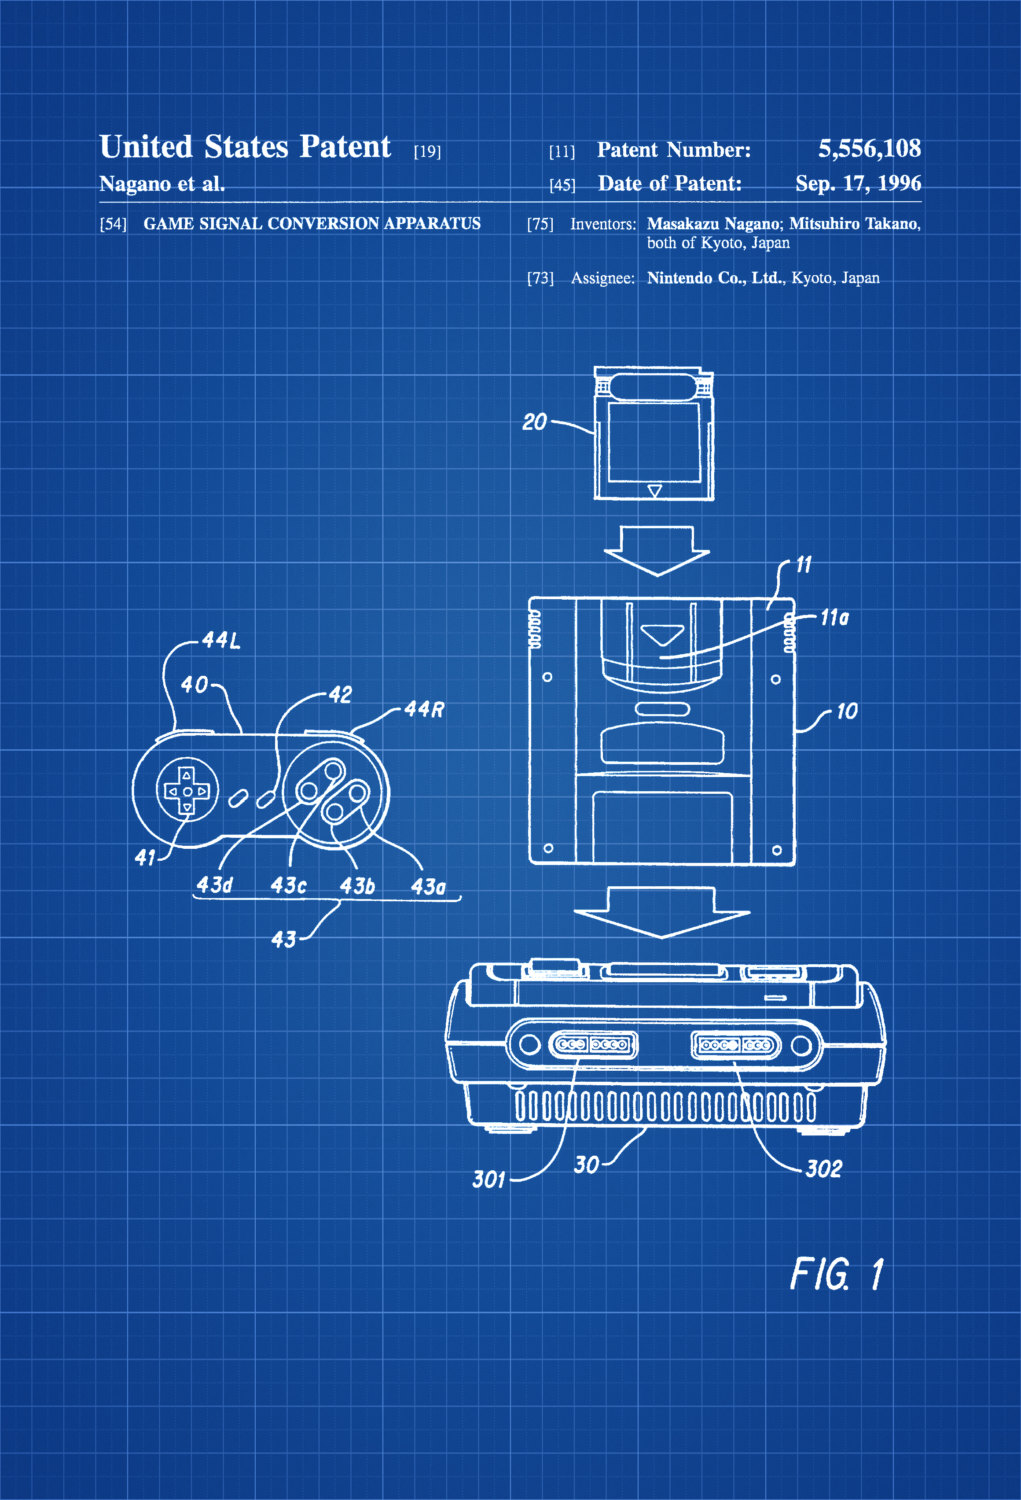 United States Patent [19]
Nagano et al.
[11] Patent Number: 5,556,108
[45] Date of Patent: Sep. 17, 1996
[54] GAME SIGNAL CONVERSION APPARATUS
[75] Inventors: Masakazu Nagano; Mitsuhiro Takano,
both of Kyoto, Japan
[73] Assignee: Nintendo Co., Ltd., Kyoto, Japan
20
11
11a
10
44L
40
42
44R
41
43d 43c 43b 43a
43
301
30
302
FIG. 1